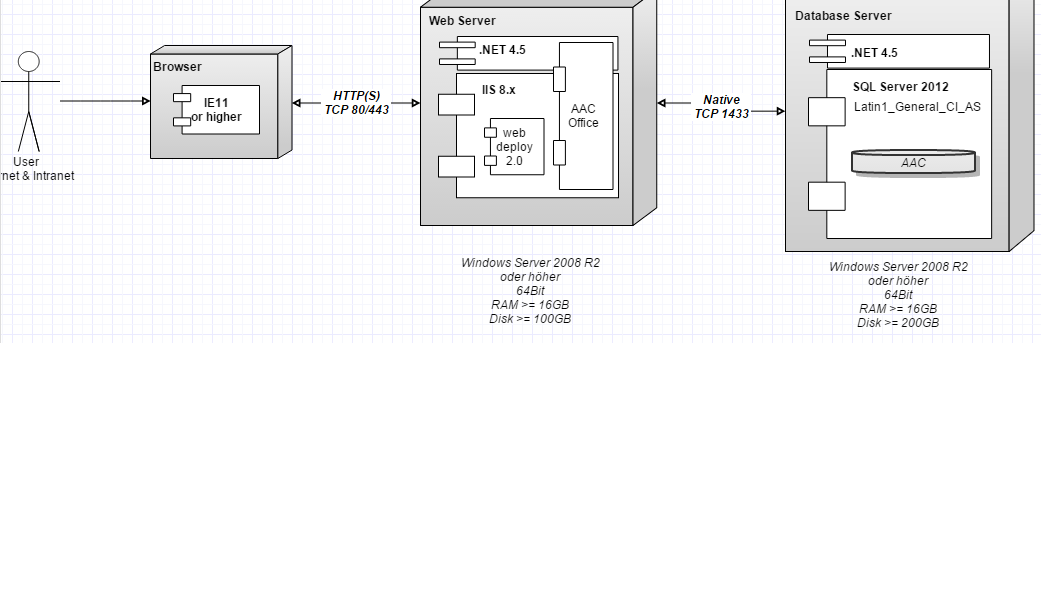 User
net & Intranet
Browser
IE11
or higher
HTTP(S)
TCP 80/443
Web Server
.NET 4.5
IIS 8.x
web
deploy
2.0
AAC
Office
Windows Server 2008 R2
oder höher
64Bit
RAM >= 16GB
Disk >= 100GB
Native
TCP 1433
Database Server
.NET 4.5
SQL Server 2012
Latin1_General_CI_AS
AAC
Windows Server 2008 R2
oder höher
64Bit
RAM >= 16GB
Disk >= 200GB